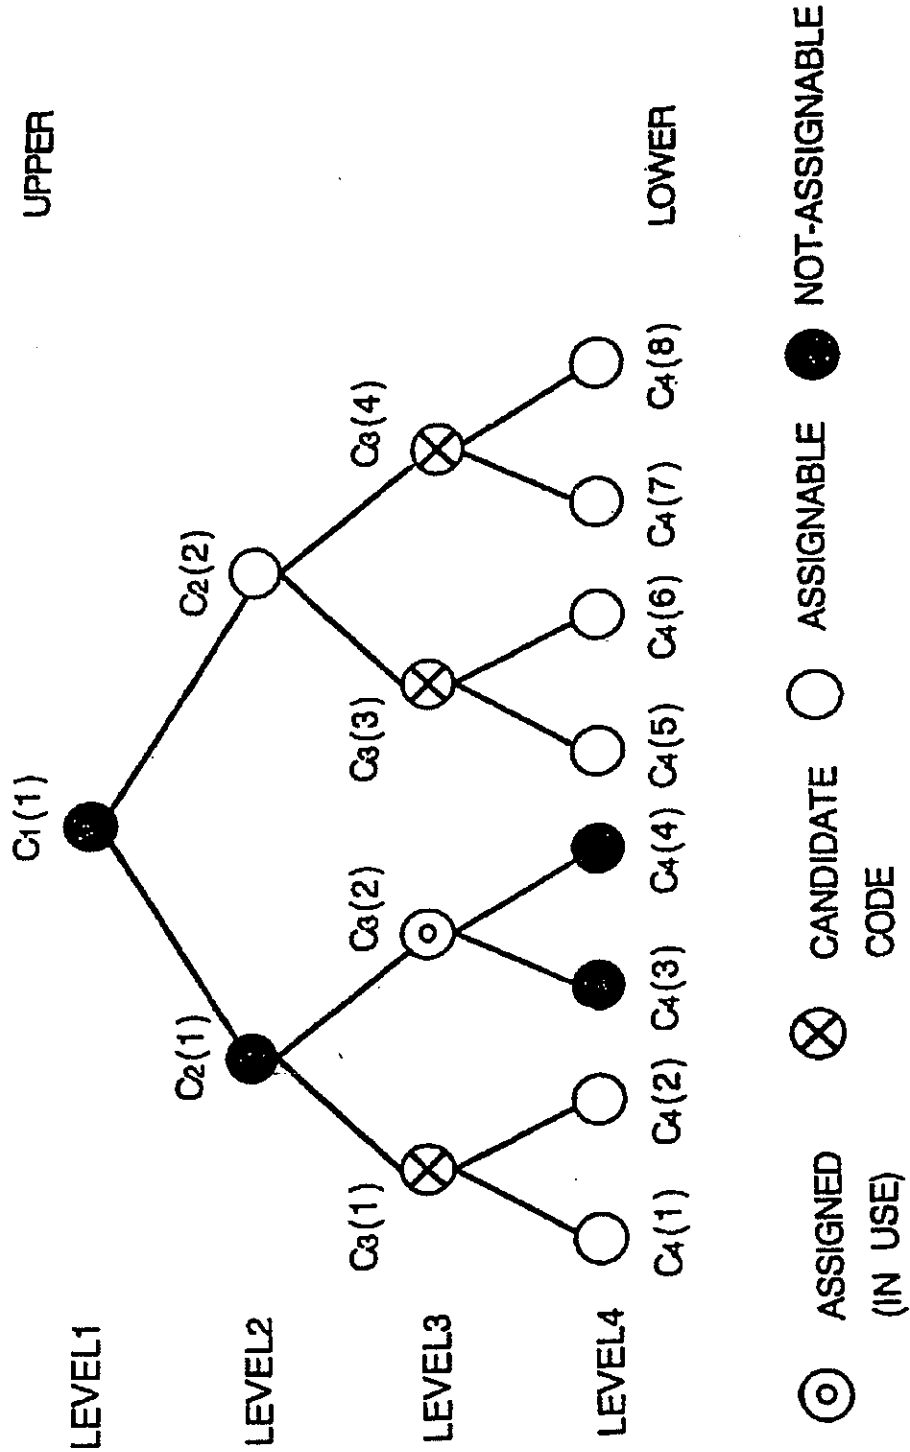 UPPER
LEVEL1
C1(1)
LEVEL2
C2(1)
C2(2)
LEVEL3
C3(1)
C3(2)
C3(3)
C3(4)
LEVEL4
C4(1)
C4(2)
C4(3)
C4(4)
C4(5)
C4(6)
C4(7)
C4(8)
LOWER
ASSIGNED
(IN USE)
CANDIDATE
CODE
ASSIGNABLE
NOT-ASSIGNABLE